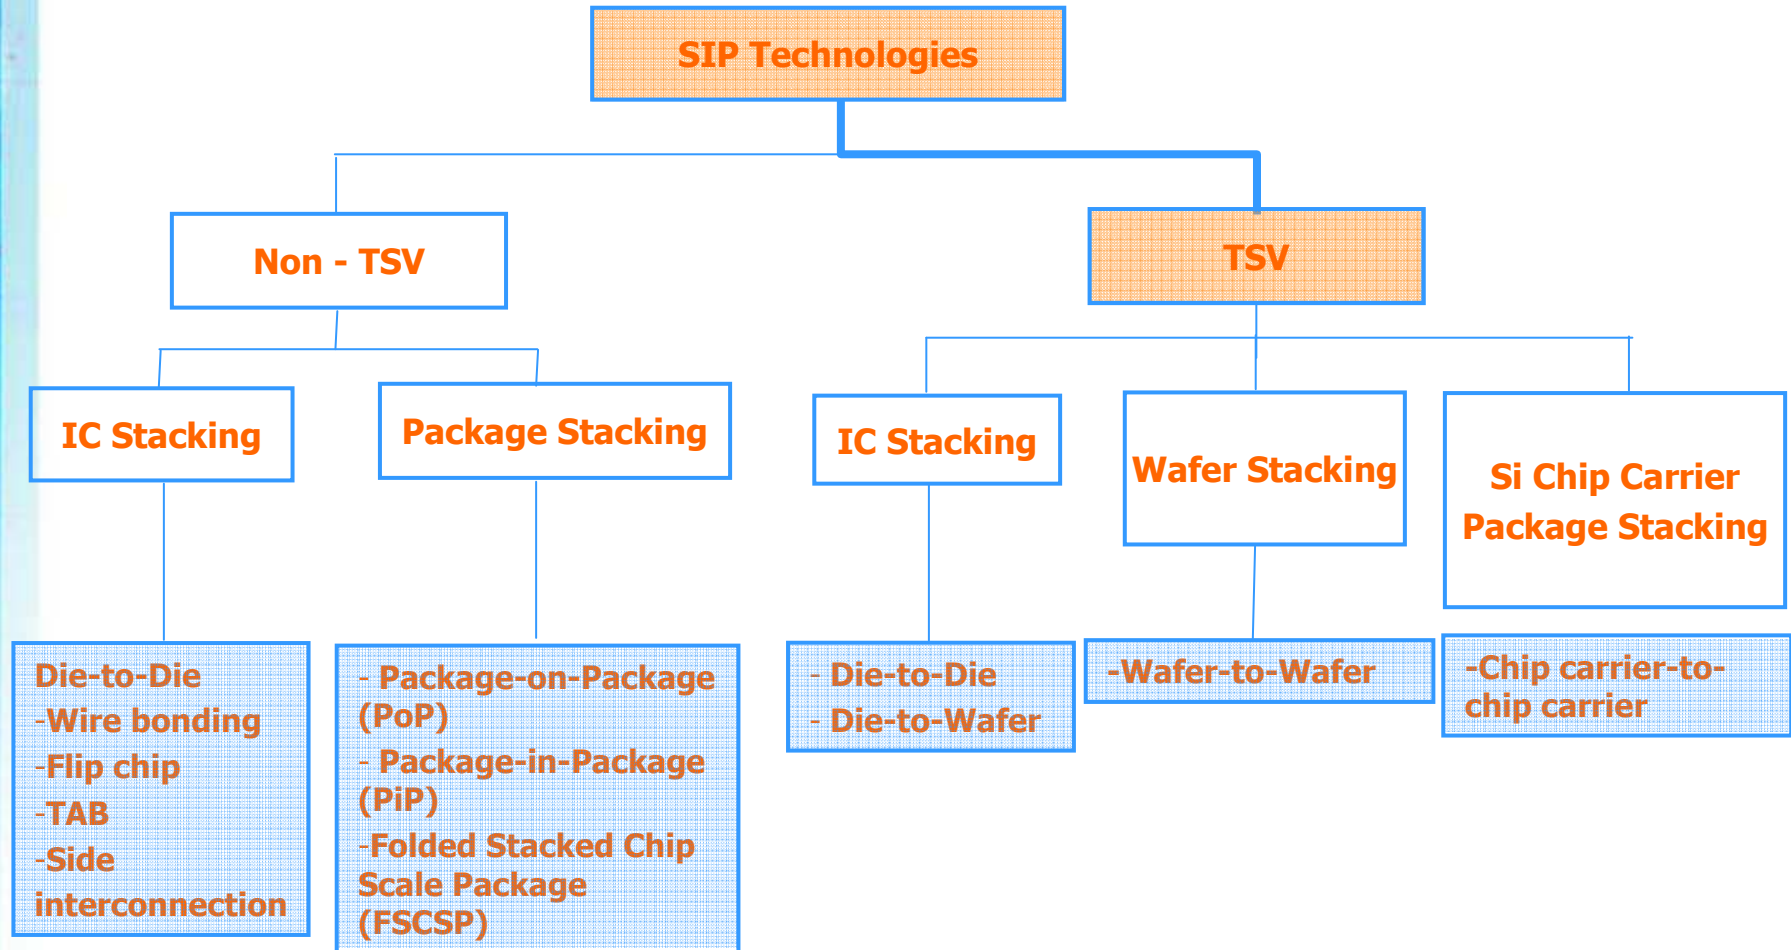 SIP Technologies
Non - TSV
TSV
IC Stacking
Package Stacking
IC Stacking
Wafer Stacking
Si Chip Carrier
Package Stacking
Die-to-Die
-Wire bonding
-Flip chip
-TAB
-Side
interconnection
- Package-on-Package
(PoP)
- Package-in-Package
(PiP)
-Folded Stacked Chip
Scale Package
(FSCSP)
- Die-to-Die
- Die-to-Wafer
-Wafer-to-Wafer
-Chip carrier-to-
chip carrier